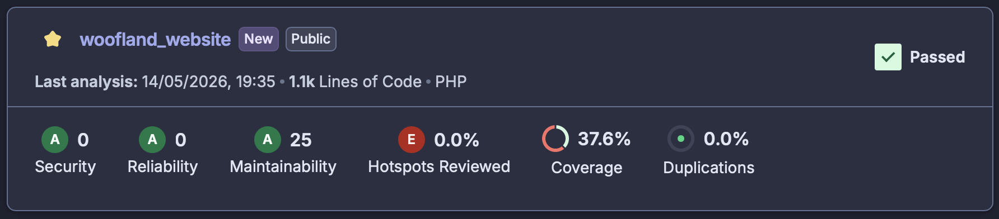 woofland_website New Public
Passed
Last analysis: 14/05/2026, 19:35 • 1.1k Lines of Code • PHP
A 0 A 0 A 25 E 0.0% 37.6% 0.0%
Security Reliability Maintainability Hotspots Reviewed Coverage Duplications